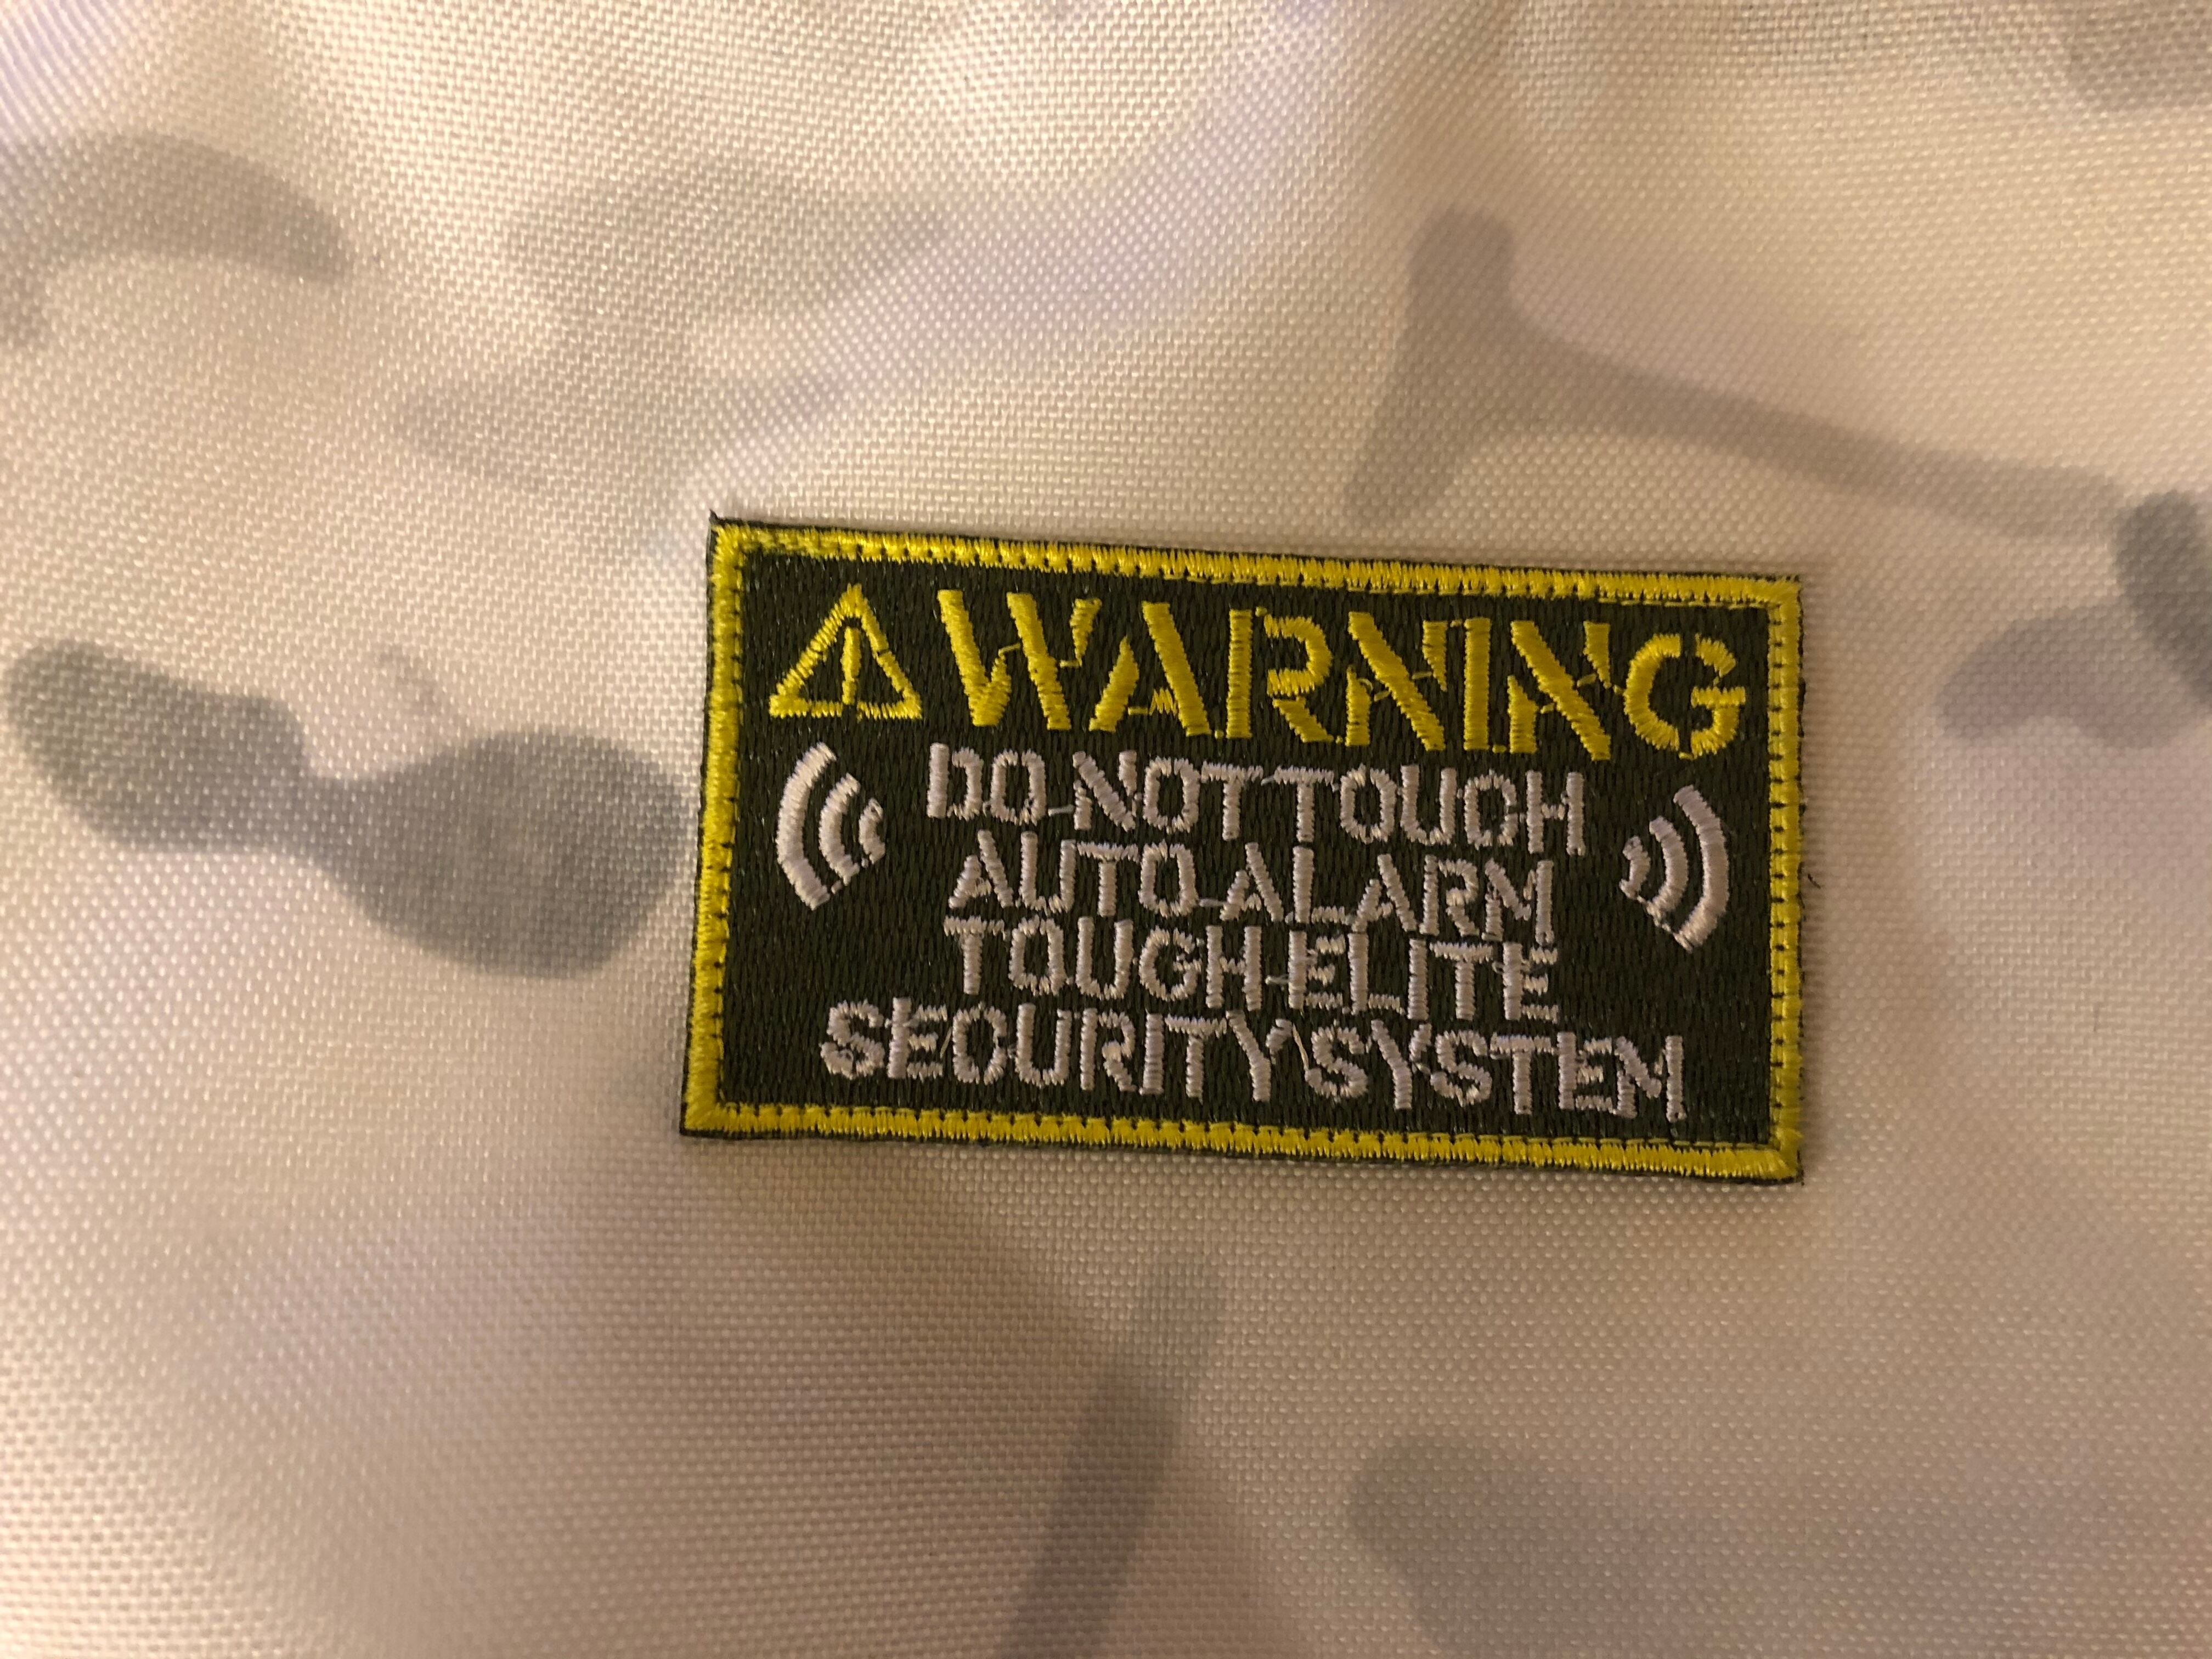 WARNING
DO NOT TOUCH
AUTO ALARM
TOUGH ELITE
SECURITY SYSTEM